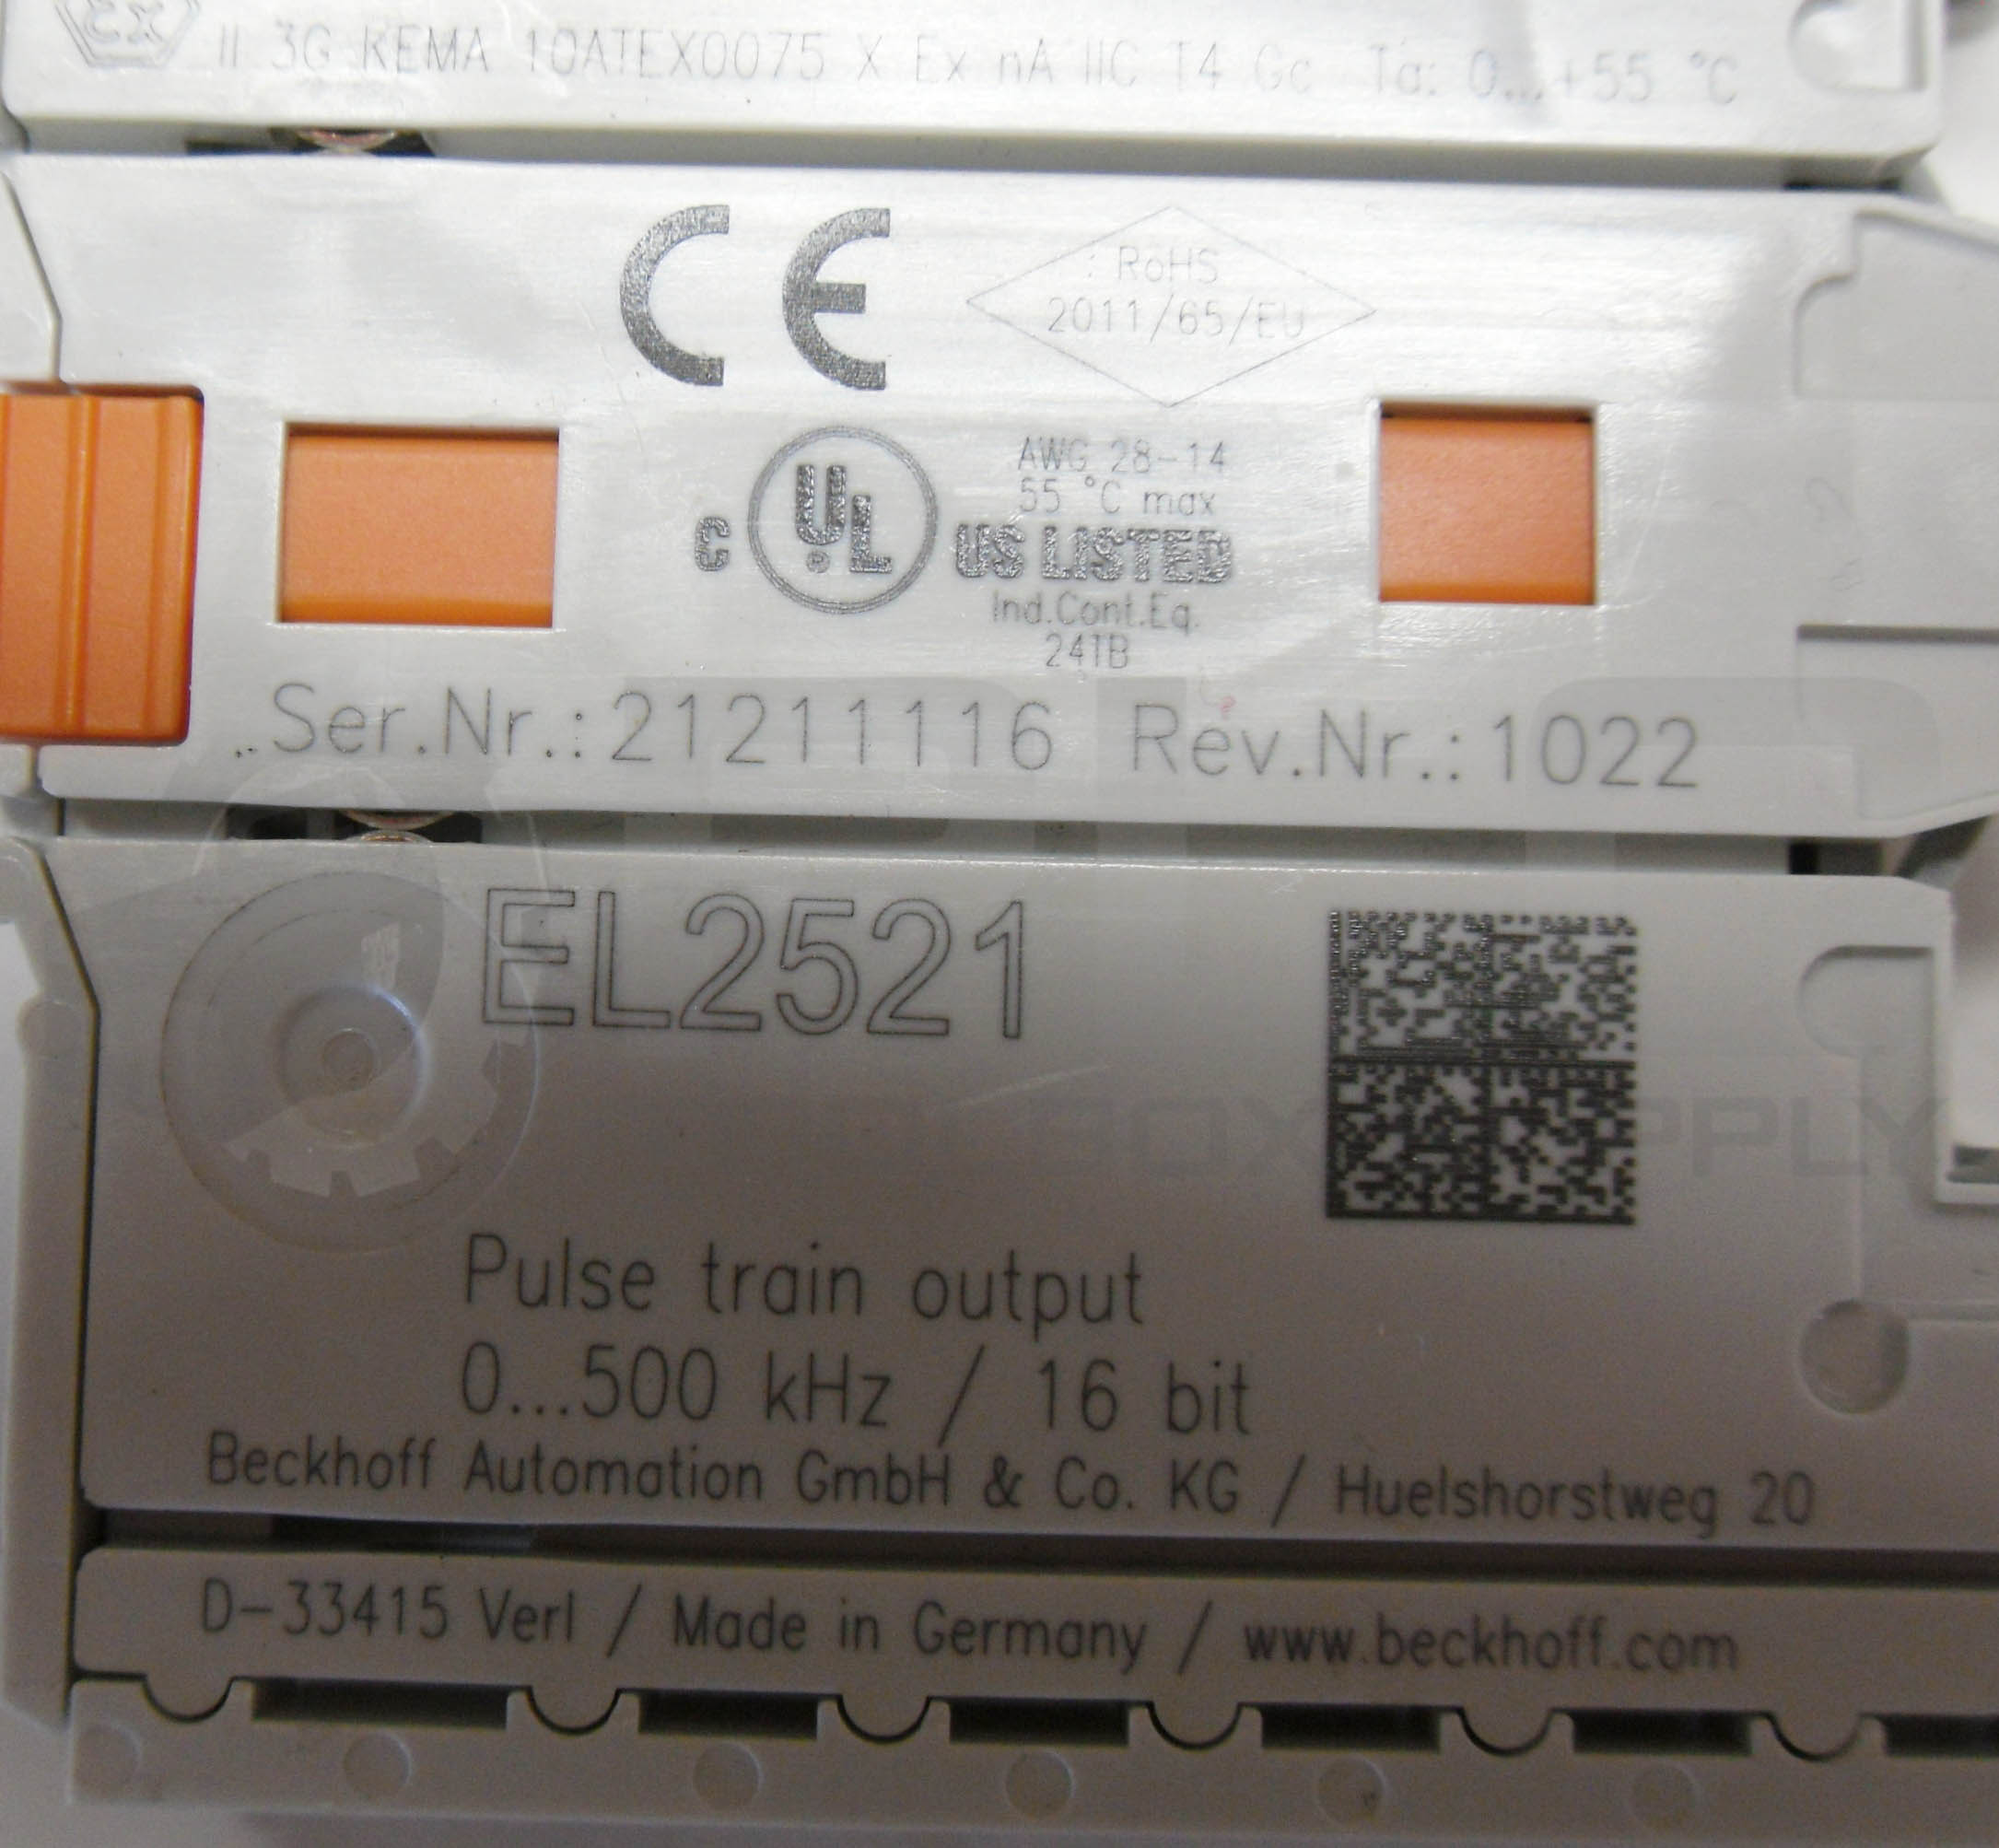 Ex II 3G KEMA 10ATEX0075 X Ex nA IIC T4 Gc Ta: 0...+55 °C
CE
RoHS
2011/65/EU
AWG 28-14
55 °C max
C UL ® US LISTED
Ind.Cont.Eq.
24TB
Ser.Nr.: 21211116 Rev.Nr.: 1022
EL2521
Pulse train output
0...500 kHz / 16 bit
Beckhoff Automation GmbH & Co. KG / Huelshorstweg 20
D-33415 Verl / Made in Germany / www.beckhoff.com